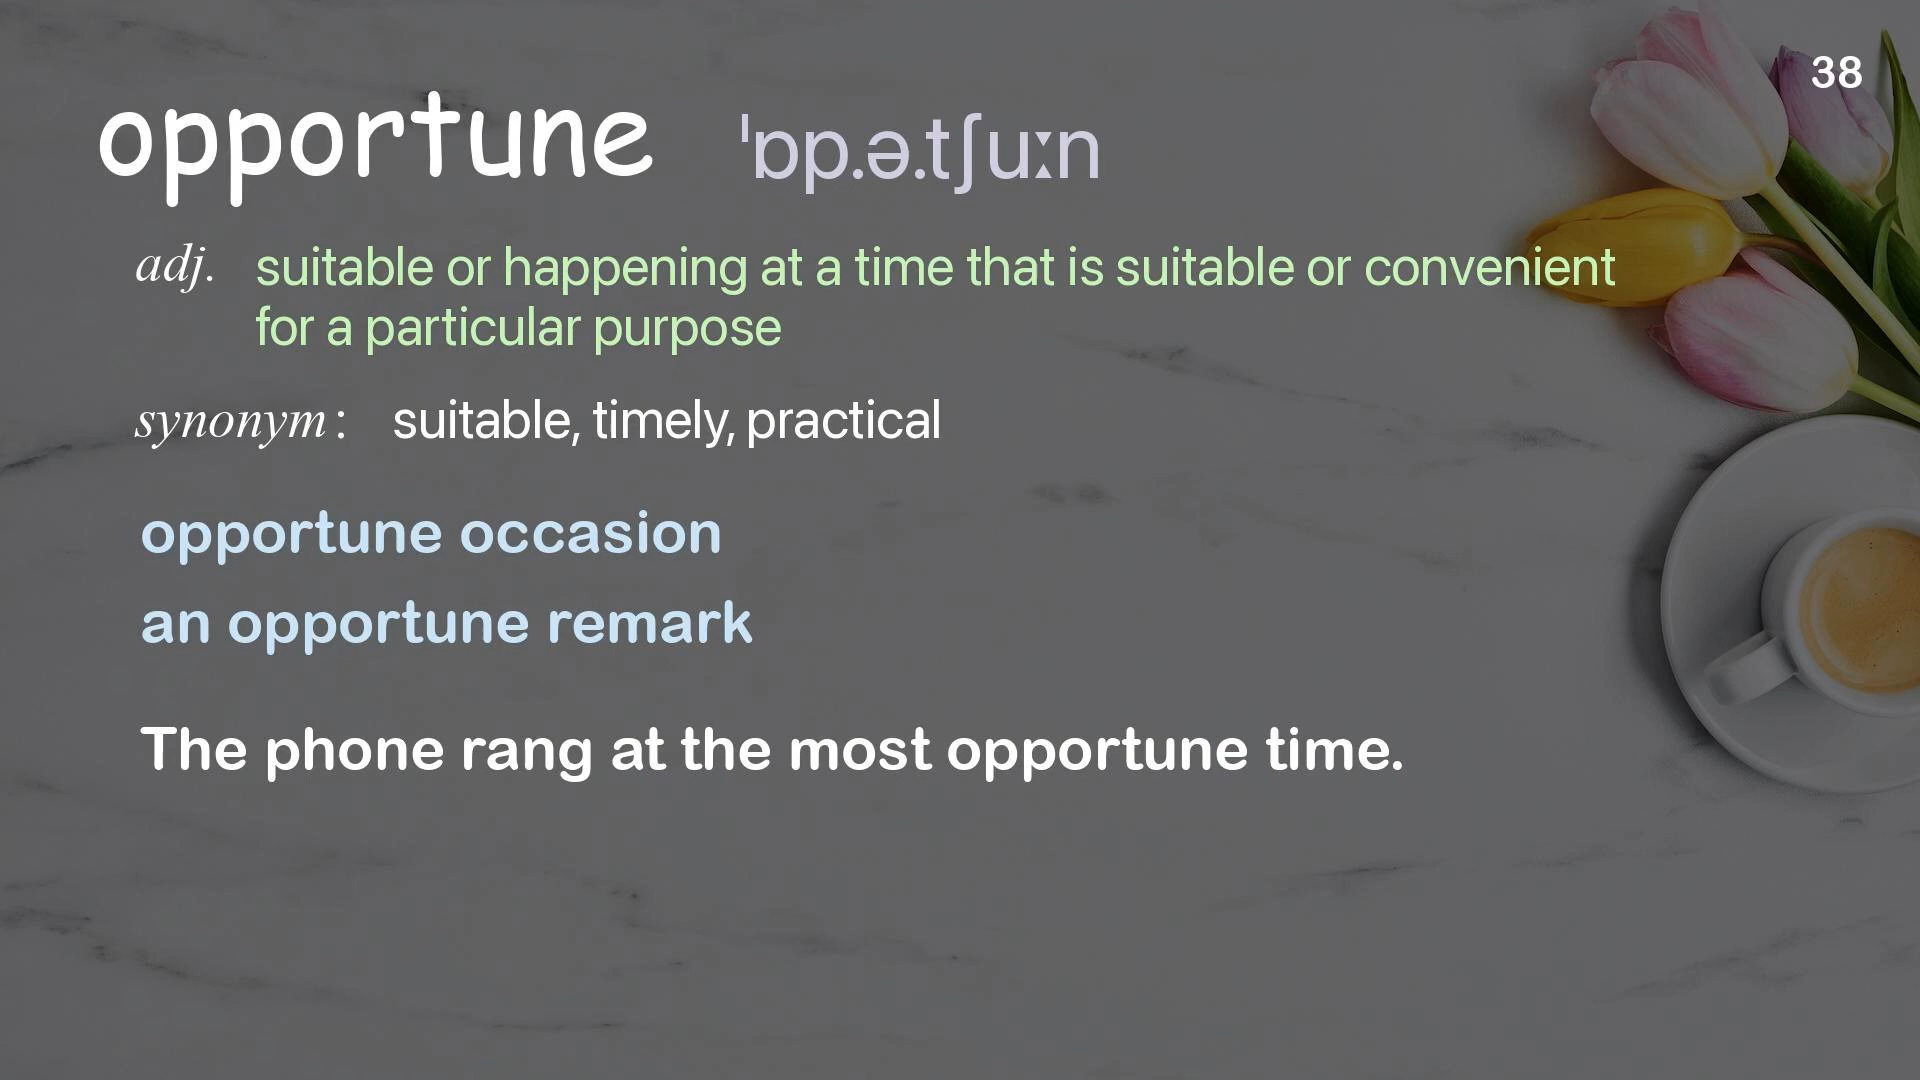 38
opportune ˈɒp.ə.tʃuːn
adj. suitable or happening at a time that is suitable or convenient
for a particular purpose
synonym: suitable, timely, practical
opportune occasion
an opportune remark
The phone rang at the most opportune time.